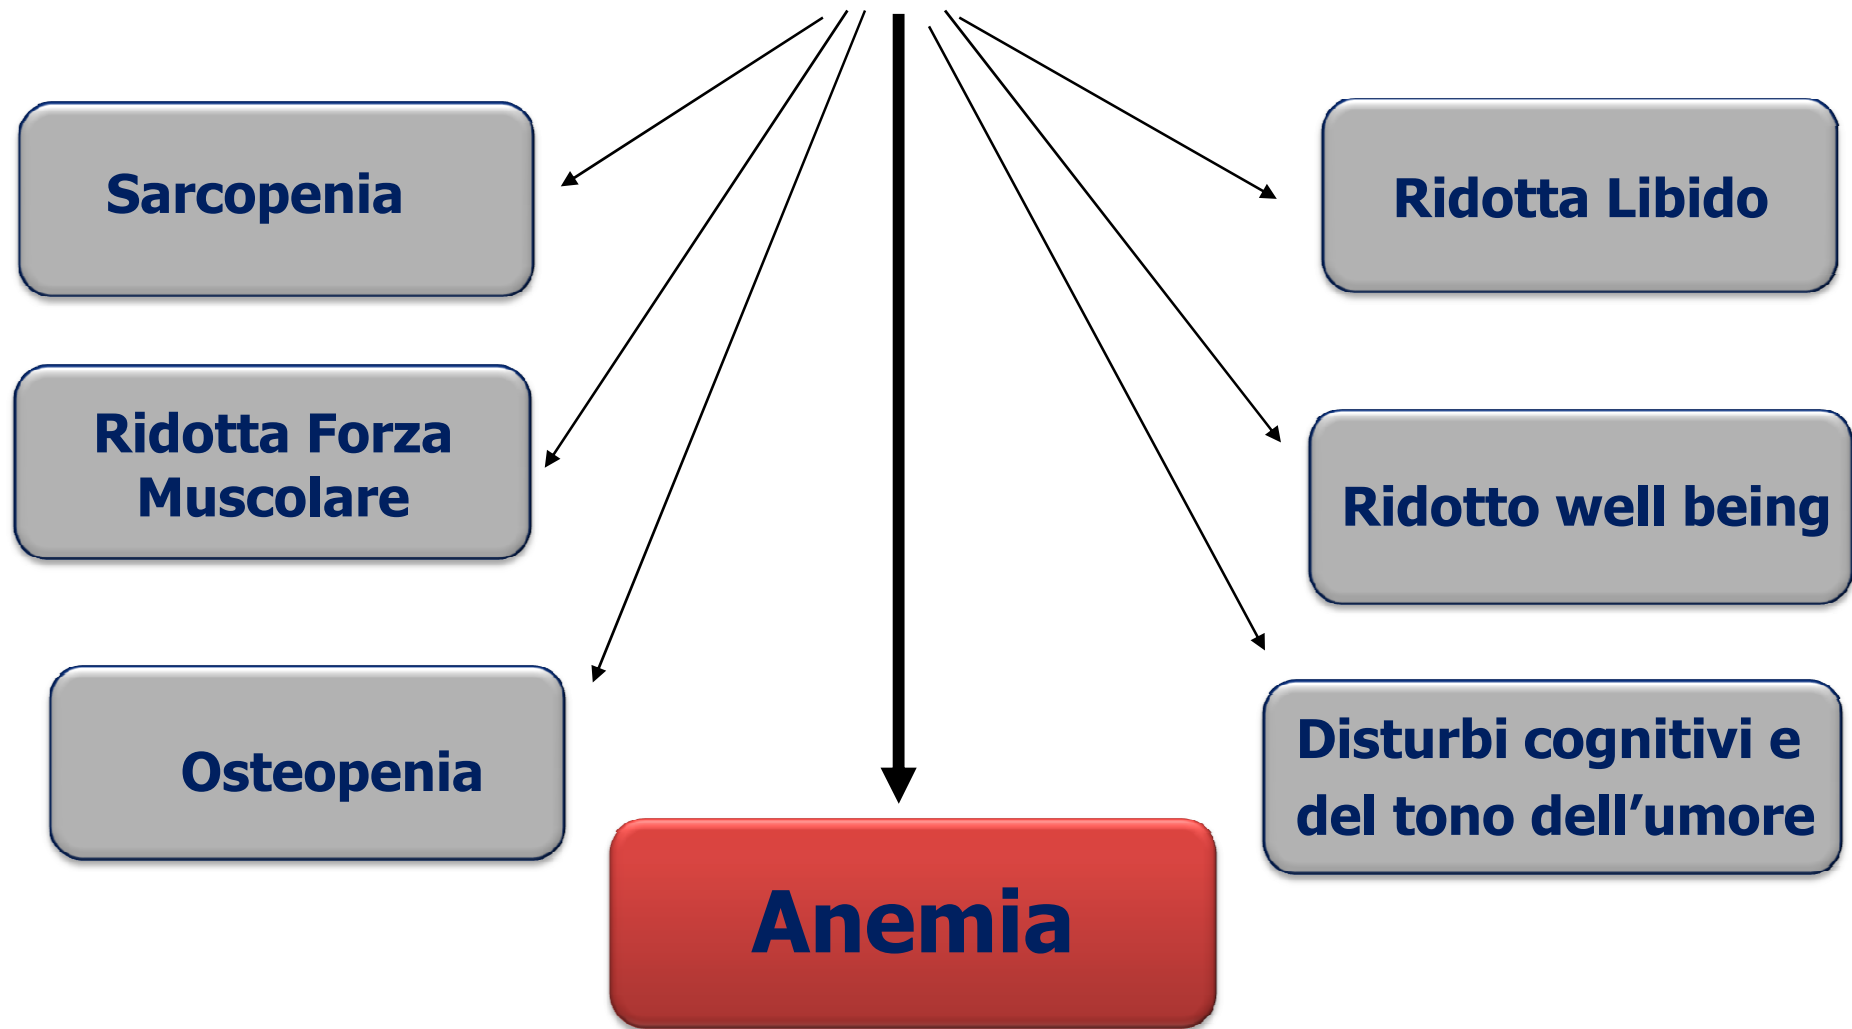 Sarcopenia
Ridotta Libido
Ridotta Forza
Muscolare
Ridotto well being
Osteopenia
Disturbi cognitivi e
del tono dell’umore
Anemia